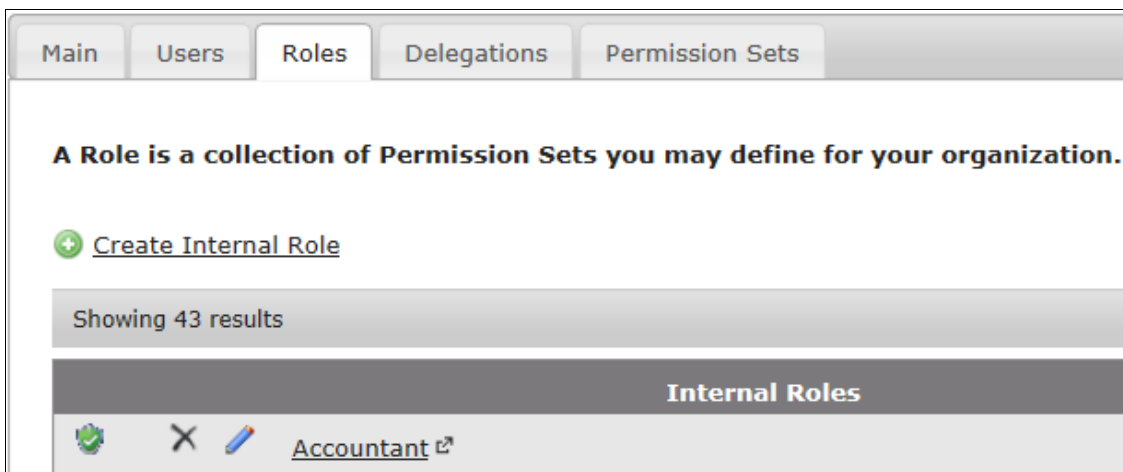 Main Users Roles Delegations Permission Sets
A Role is a collection of Permission Sets you may define for your organization.
Create Internal Role
Showing 43 results
Internal Roles
Accountant